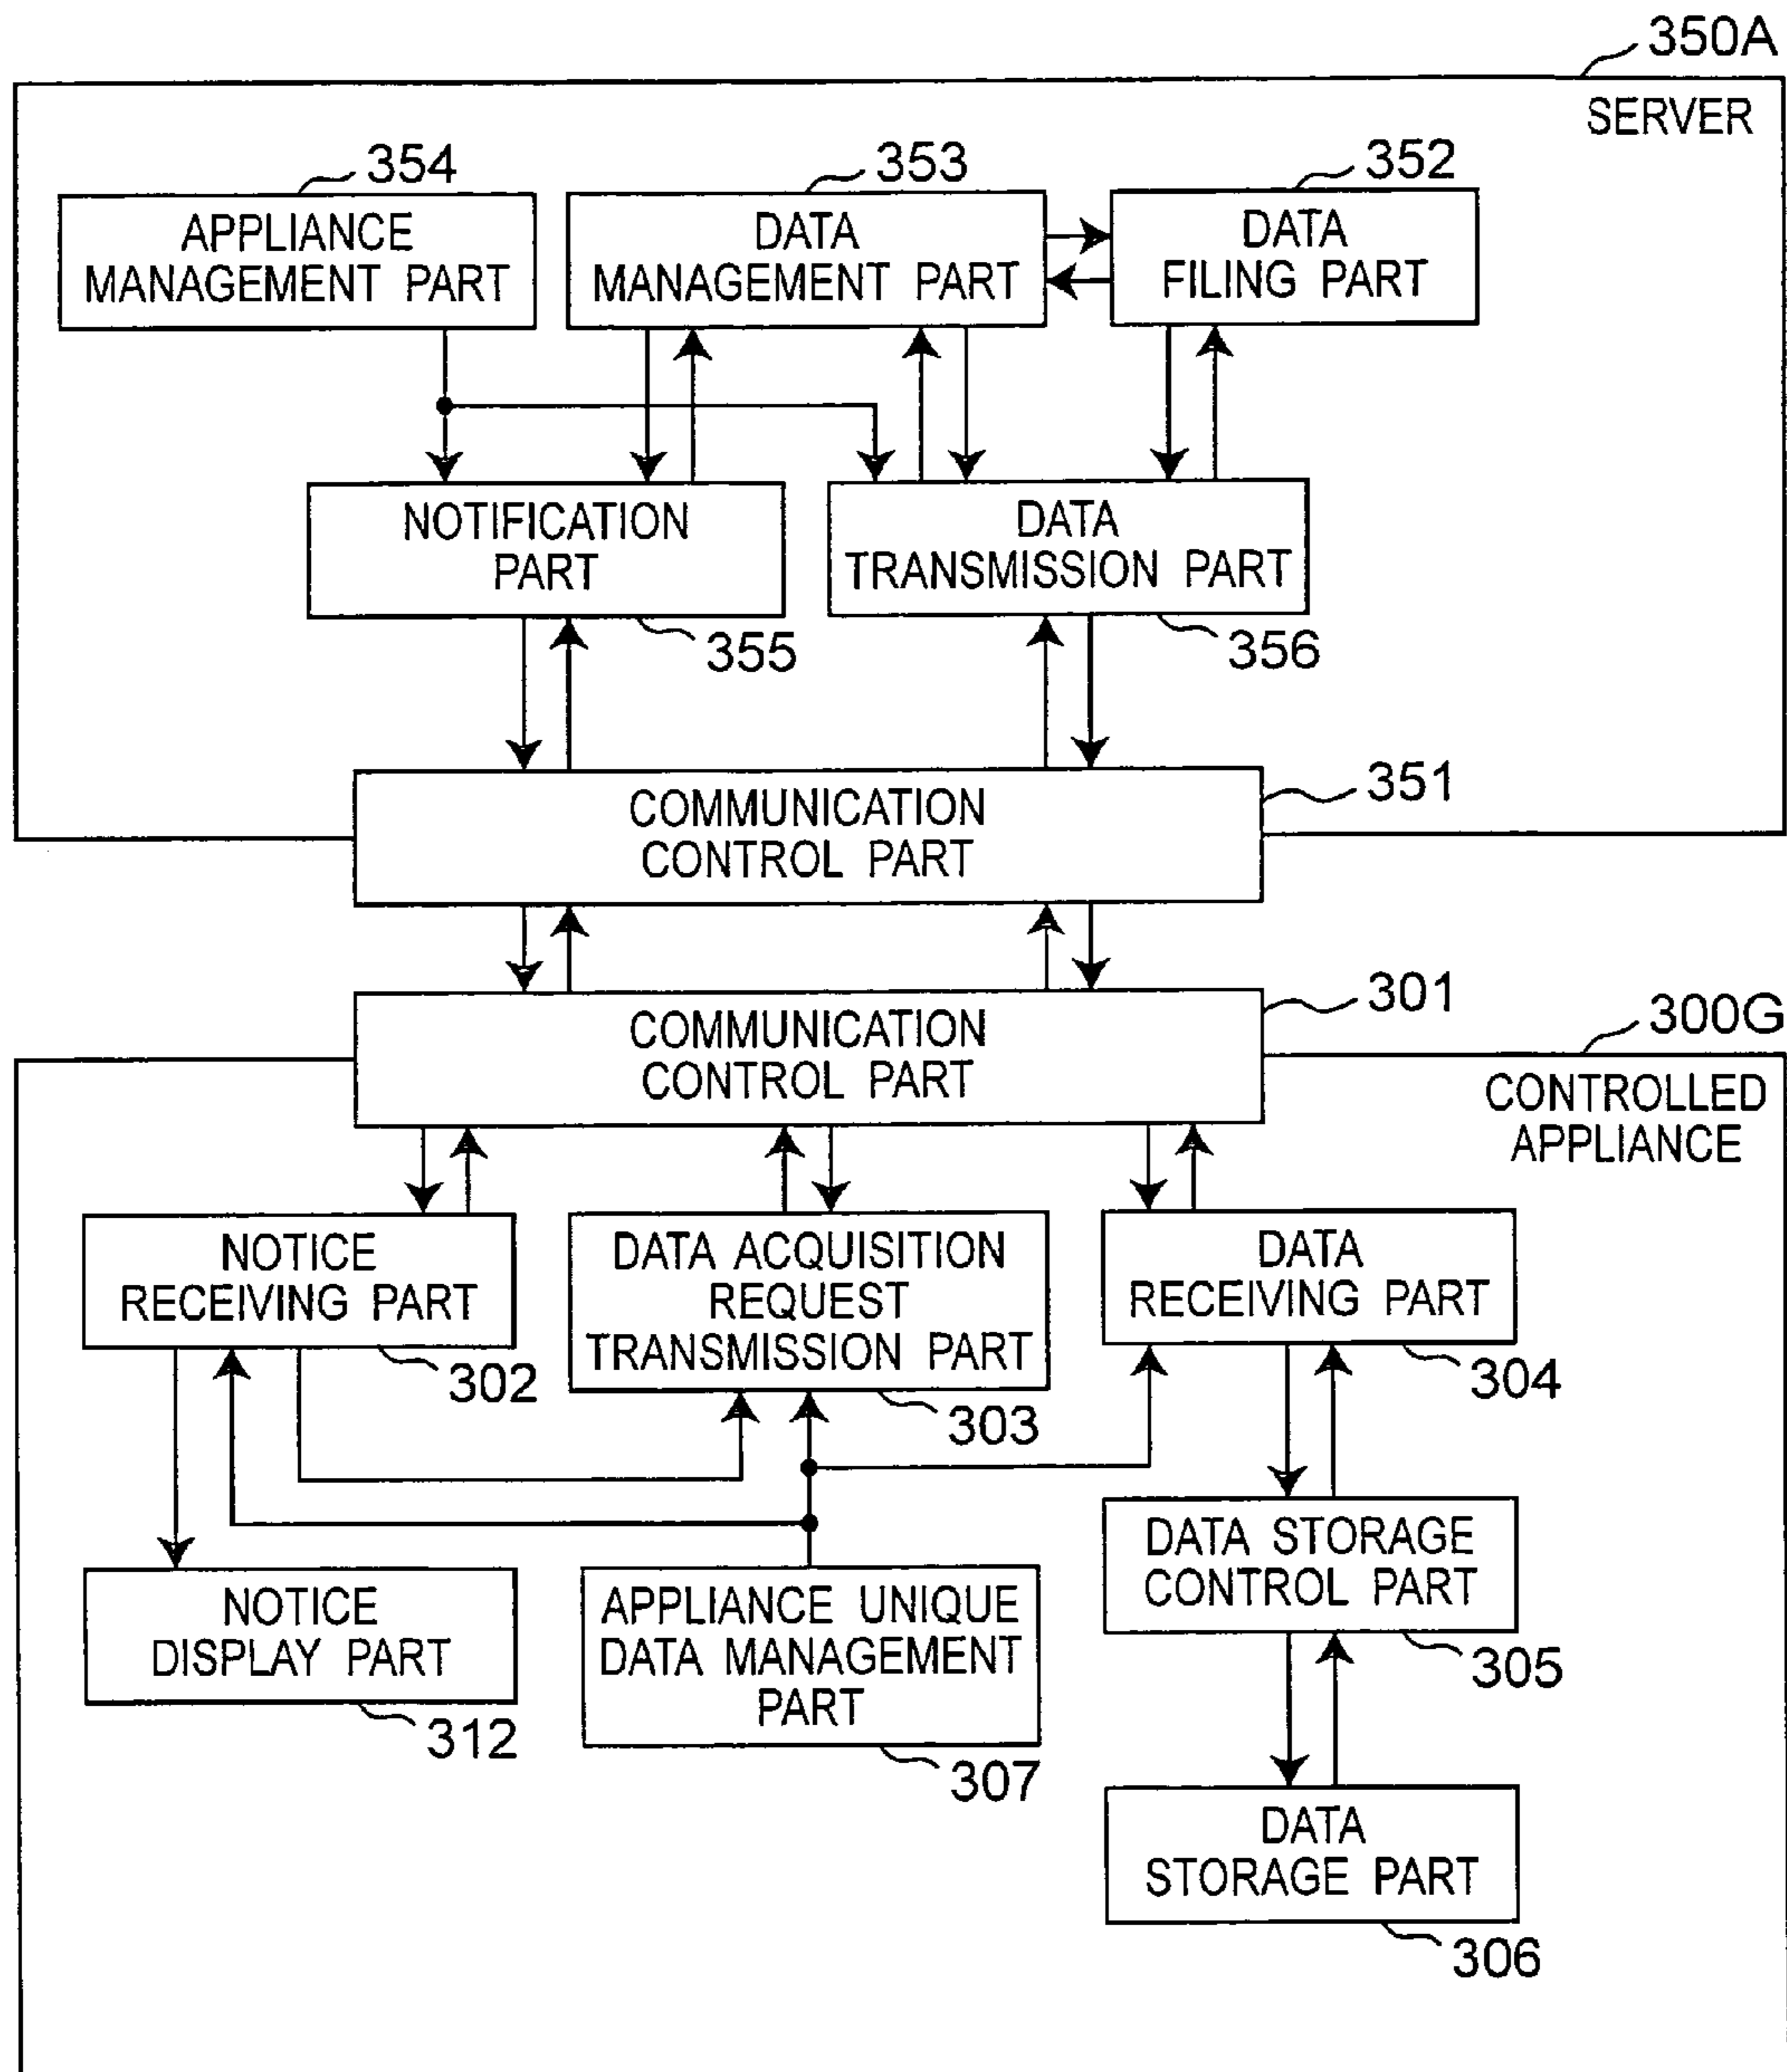 350A
SERVER
354
353
352
APPLIANCE
MANAGEMENT PART
DATA
MANAGEMENT PART
DATA
FILING PART
NOTIFICATION
PART
DATA
TRANSMISSION PART
355
356
COMMUNICATION
CONTROL PART
351
COMMUNICATION
CONTROL PART
301
300G
CONTROLLED
APPLIANCE
NOTICE
RECEIVING PART
DATA ACQUISITION
REQUEST
TRANSMISSION PART
DATA
RECEIVING PART
302
303
304
NOTICE
DISPLAY PART
APPLIANCE UNIQUE
DATA MANAGEMENT
PART
DATA STORAGE
CONTROL PART
305
312
307
DATA
STORAGE PART
306